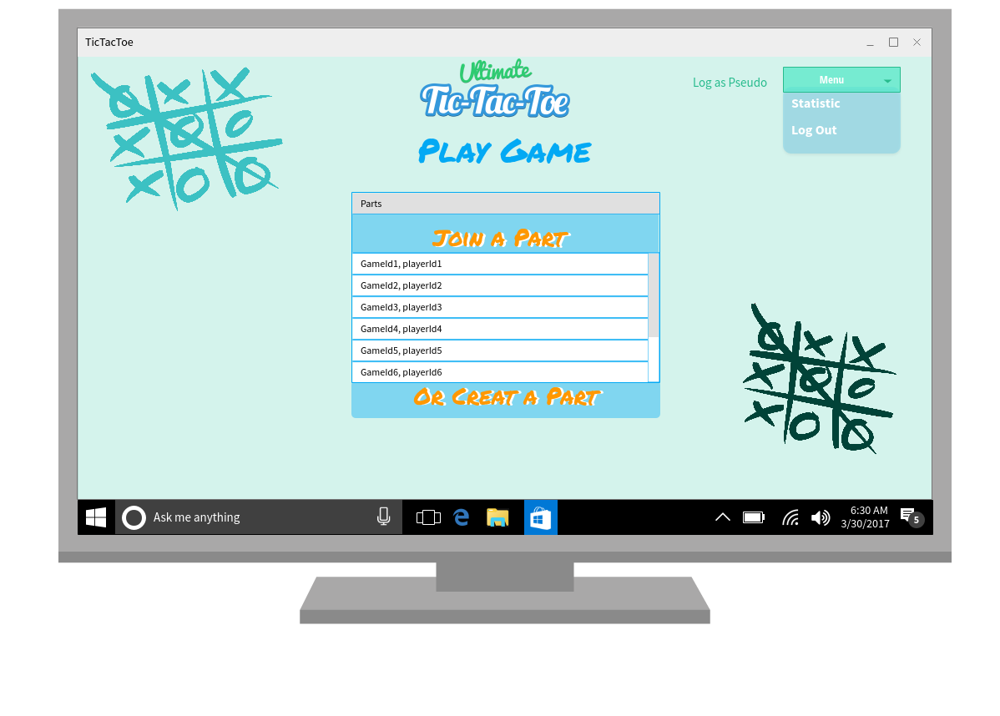 TicTacToe
Ultimate
Tic-Tac-Toe
Log as Pseudo
Menu
Statistic
Log Out
Play Game
Parts
Join a Part
GameId1, playerId1
GameId2, playerId2
GameId3, playerId3
GameId4, playerId4
GameId5, playerId5
GameId6, playerId6
Or Creat a Part
Ask me anything
6:30 AM
3/30/2017
5